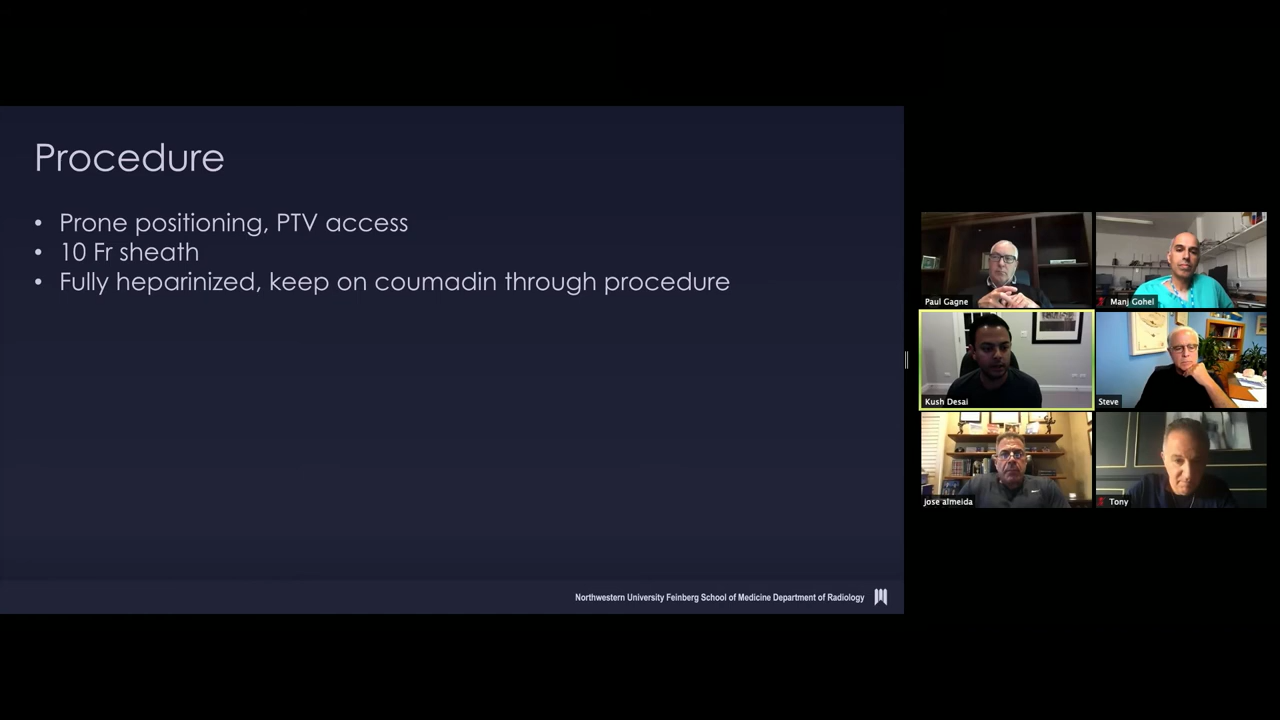 Procedure
• Prone positioning, PTV access
• 10 Fr sheath
• Fully heparinized, keep on coumadin through procedure
Northwestern University Feinberg School of Medicine Department of Radiology
Paul Gagne
Manj Gohel
Kush Desai
Steve
jose almeida
Tony